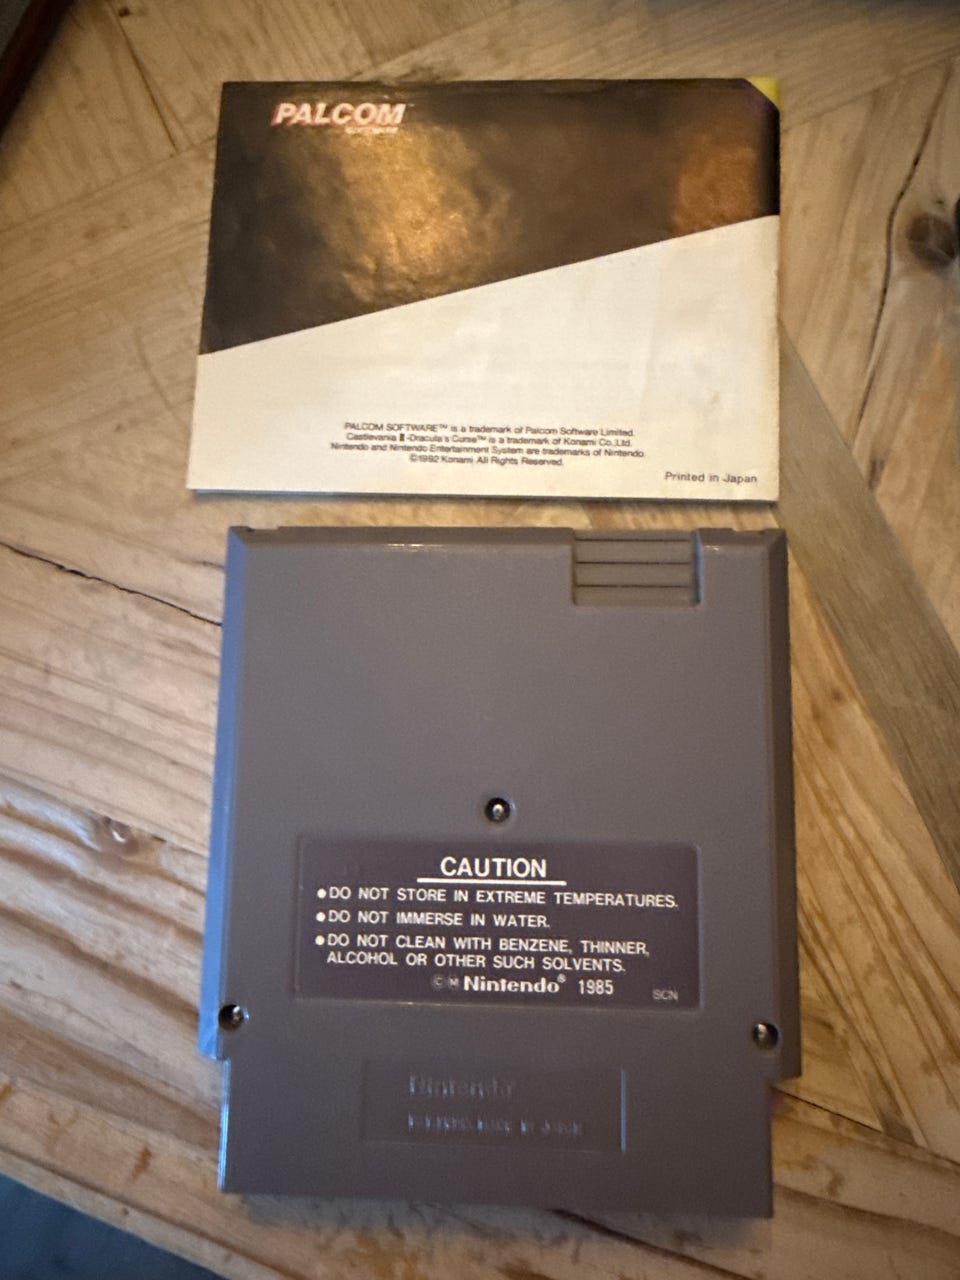 PALCOM
SOFTWARE
PALCOM SOFTWARE™ is a trademark of Palcom Software Limited.
Castlevania Ⅲ -Dracula's Curse™ is a trademark of Konami Co., Ltd.
Nintendo and Nintendo Entertainment System are trademarks of Nintendo.
©1992 Konami All Rights Reserved.
Printed in Japan
CAUTION
●DO NOT STORE IN EXTREME TEMPERATURES.
●DO NOT IMMERSE IN WATER.
●DO NOT CLEAN WITH BENZENE, THINNER,
ALCOHOL OR OTHER SUCH SOLVENTS.
© M Nintendo® 1985
SCN
Nintendo